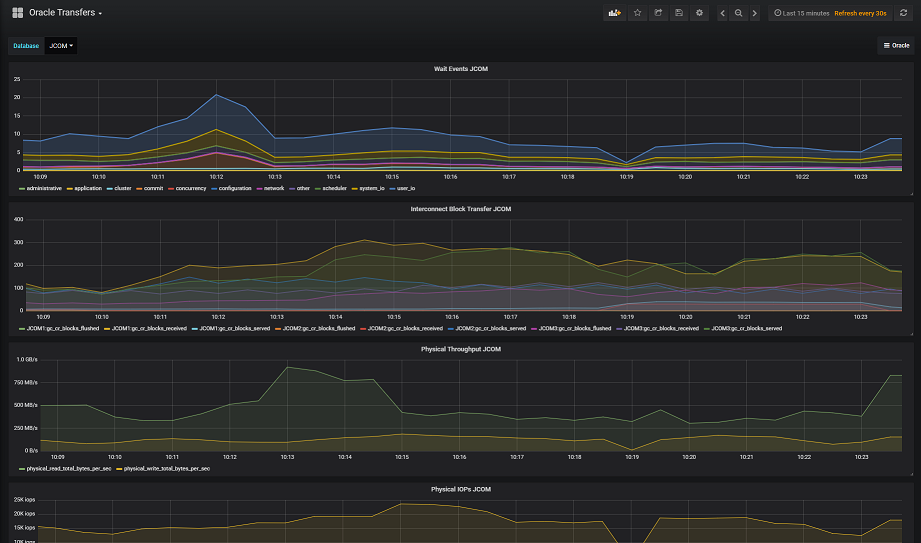 Oracle Transfers
Last 15 minutes Refresh every 30s
Database JCOM
Oracle
Wait Events JCOM
25
20
15
10
5
0
10:09 10:10 10:11 10:12 10:13 10:14 10:15 10:16 10:17 10:18 10:19 10:20 10:21 10:22 10:23
administrative application cluster commit concurrency configuration network other scheduler system_io user_io
Interconnect Block Transfer JCOM
400
300
200
100
0
10:09 10:10 10:11 10:12 10:13 10:14 10:15 10:16 10:17 10:18 10:19 10:20 10:21 10:22 10:23
JCOM1:gc_cr_blocks_flushed JCOM1:gc_cr_blocks_received JCOM1:gc_cr_blocks_served JCOM2:gc_cr_blocks_flushed JCOM2:gc_cr_blocks_received JCOM2:gc_cr_blocks_served JCOM3:gc_cr_blocks_flushed JCOM3:gc_cr_blocks_received JCOM3:gc_cr_blocks_served
Physical Throughput JCOM
1.0 GB/s
750 MB/s
500 MB/s
250 MB/s
0 B/s
10:09 10:10 10:11 10:12 10:13 10:14 10:15 10:16 10:17 10:18 10:19 10:20 10:21 10:22 10:23
physical_read_total_bytes_per_sec physical_write_total_bytes_per_sec
Physical IOPs JCOM
25K iops
20K iops
15K iops
10K iops